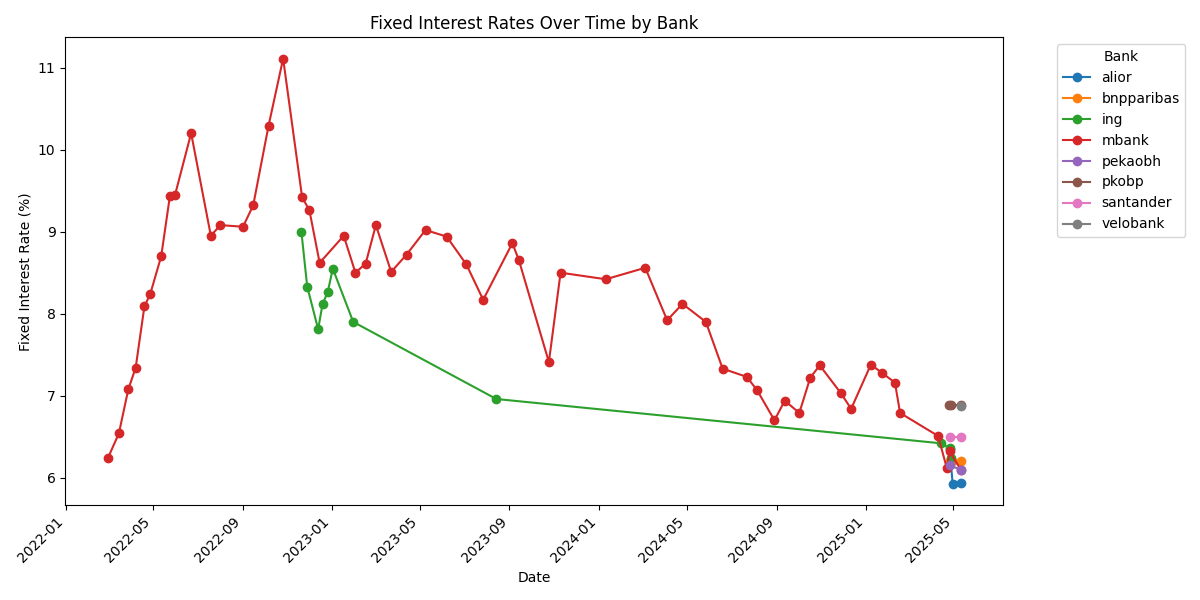 Fixed Interest Rates Over Time by Bank
Fixed Interest Rate (%)
11
10
9
8
7
6
2022-01
2022-05
2022-09
2023-01
2023-05
2023-09
2024-01
2024-05
2024-09
2025-01
2025-05
Date
Bank
alior
bnpparibas
ing
mbank
pekaobh
pkobp
santander
velobank